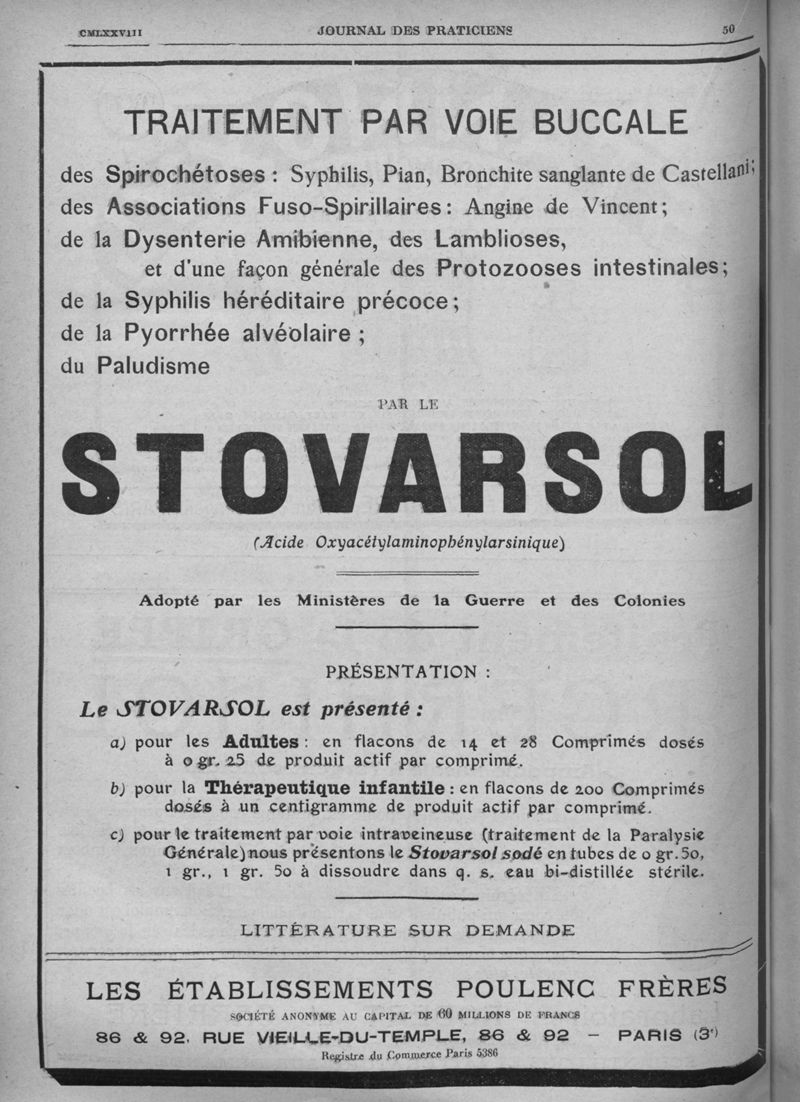 CMLXXVIII JOURNAL DES PRATICIENS 50
TRAITEMENT PAR VOIE BUCCALE
des Spirochétoses : Syphilis, Pian, Bronchite sanglante de Castellani ;
des Associations Fuso-Spirillaires : Angine de Vincent ;
de la Dysenterie Amibienne, des Lamblioses,
et d'une façon générale des Protozooses intestinales ;
de la Syphilis héréditaire précoce ;
de la Pyorrhée alvéolaire ;
du Paludisme
PAR LE
STOVARSOL
(Acide Oxyacétylaminophénylarsinique)
Adopté par les Ministères de la Guerre et des Colonies
PRÉSENTATION :
Le STOVARSOL est présenté :
a) pour les Adultes : en flacons de 14 et 28 Comprimés dosés
à 0 gr. 25 de produit actif par comprimé.
b) pour la Thérapeutique infantile : en flacons de 200 Comprimés
dosés à un centigramme de produit actif par comprimé.
c) pour le traitement par voie intraveineuse (traitement de la Paralysie
Générale) nous présentons le Stovarsol sodé en tubes de 0 gr. 50,
1 gr., 1 gr. 50 à dissoudre dans q. s. eau bi-distillée stérile.
LITTÉRATURE SUR DEMANDE
LES ÉTABLISSEMENTS POULENC FRÈRES
SOCIÉTÉ ANONYME AU CAPITAL DE 60 MILLIONS DE FRANCS
86 & 92, RUE VIEILLE-DU-TEMPLE, 86 & 92 — PARIS (3ᵉ)
Registre du Commerce Paris 5386